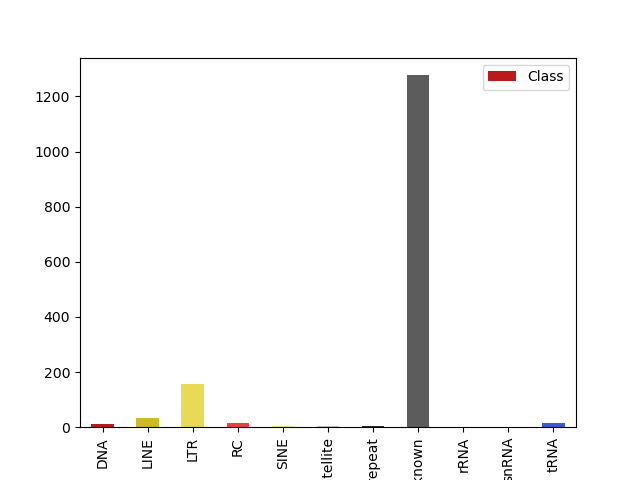 Class
1200
1000
800
600
400
200
0
DNA
LINE
LTR
RC
SINE
tellite
repeat
known
rRNA
snRNA
tRNA